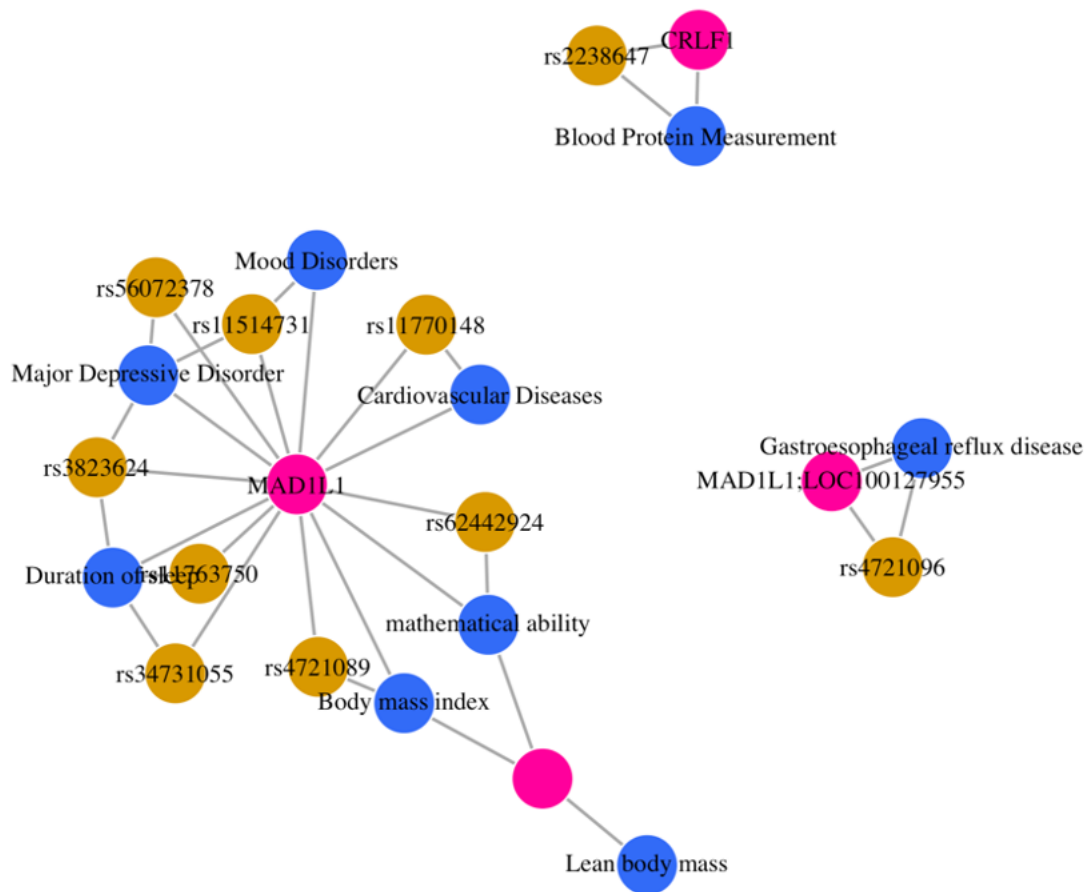 CRLF1
rs2238647
Blood Protein Measurement
Mood Disorders
rs56072378
rs11514731
rs11770148
Major Depressive Disorder
Cardiovascular Diseases
Gastroesophageal reflux disease
rs3823624
MAD1L1;LOC100127955
MAD1L1
rs62442924
rs4721096
Duration of sleep
rs11763750
mathematical ability
rs4721089
rs34731055
Body mass index
Lean body mass